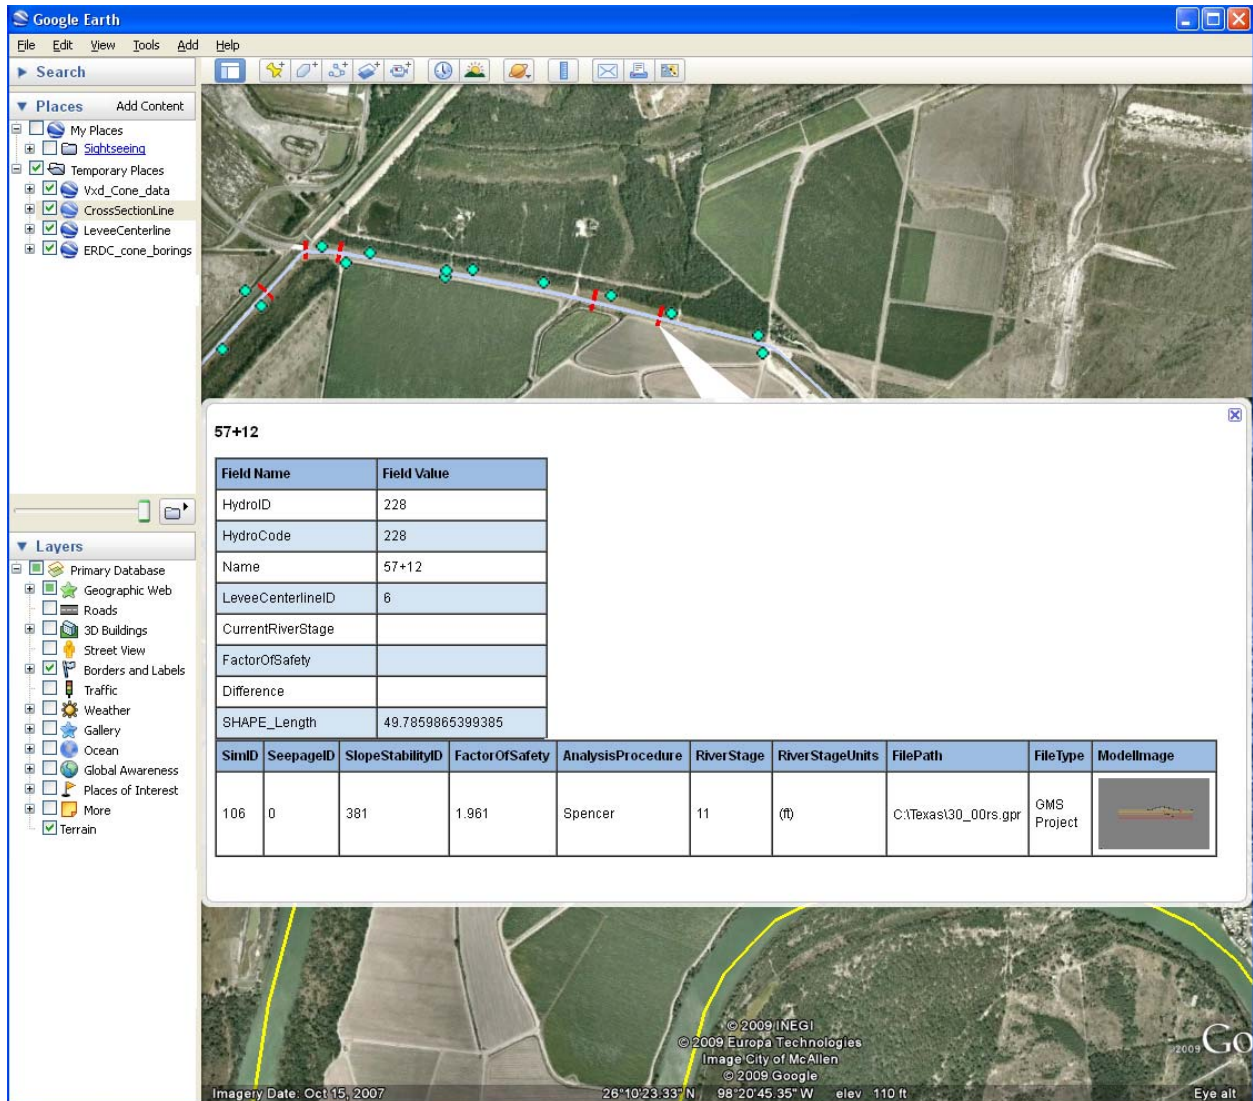 Google Earth
File Edit View Tools Add Help
Search
Places Add Content
My Places
Sightseeing
Temporary Places
Vxd_Cone_data
CrossSectionLine
LeveeCenterline
ERDC_cone_borings
Layers
Primary Database
Geographic Web
Roads
3D Buildings
Street View
Borders and Labels
Traffic
Weather
Gallery
Ocean
Global Awareness
Places of Interest
More
Terrain
57+12
Field Name Field Value
HydroID 228
HydroCode 228
Name 57+12
LeveeCenterlineID 6
CurrentRiverStage
FactorOfSafety
Difference
SHAPE_Length 49.7859865399385
SimID SeepageID SlopeStabilityID FactorOfSafety AnalysisProcedure RiverStage RiverStageUnits FilePath FileType ModelImage
106 0 381 1.961 Spencer 11 (ft) C:\Texas\30_00rs.gpr GMS Project
© 2009 INEGI
© 2009 Europa Technologies
Image City of McAllen
© 2009 Google
2009 Go
Imagery Date: Oct 15, 2007 26°10'23.33" N 98°20'45.35" W elev 110 ft Eye alt